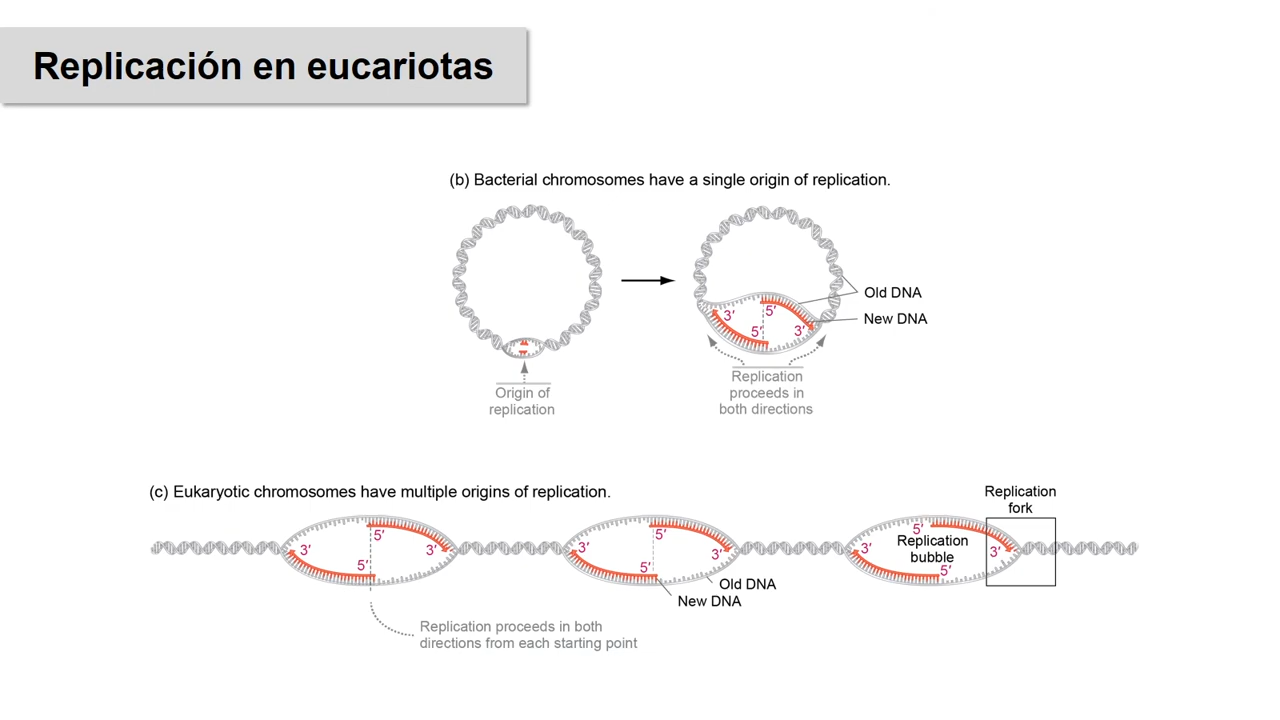 Replicación en eucariotas
(b) Bacterial chromosomes have a single origin of replication.
Old DNA
New DNA
3′
5′
5′
3′
Origin of
replication
Replication
proceeds in
both directions
(c) Eukaryotic chromosomes have multiple origins of replication.
Replication
fork
5′
3′
3′
5′
5′
3′
3′
5′
5′
3′
Replication
bubble
3′
5′
Old DNA
New DNA
Replication proceeds in both
directions from each starting point